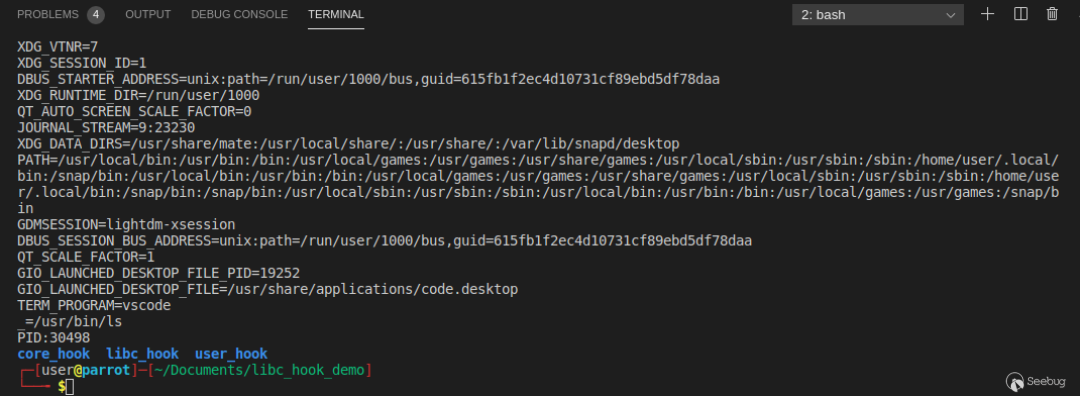 PROBLEMS 4 OUTPUT DEBUG CONSOLE TERMINAL 2: bash
XDG_VTNR=7
XDG_SESSION_ID=1
DBUS_STARTER_ADDRESS=unix:path=/run/user/1000/bus,guid=615fb1f2ec4d10731cf89ebd5df78daa
XDG_RUNTIME_DIR=/run/user/1000
QT_AUTO_SCREEN_SCALE_FACTOR=0
JOURNAL_STREAM=9:23230
XDG_DATA_DIRS=/usr/share/mate:/usr/local/share/:/usr/share/:/var/lib/snapd/desktop
PATH=/usr/local/bin:/usr/bin:/bin:/usr/local/games:/usr/games:/usr/share/games:/usr/local/sbin:/usr/sbin:/sbin:/home/user/.local/
bin:/snap/bin:/usr/local/bin:/usr/bin:/bin:/usr/local/games:/usr/games:/usr/share/games:/usr/local/sbin:/usr/sbin:/sbin:/home/use
r/.local/bin:/snap/bin:/snap/bin:/usr/local/sbin:/usr/sbin:/sbin:/usr/local/bin:/usr/bin:/bin:/usr/local/games:/usr/games:/snap/b
in
GDMSESSION=lightdm-xsession
DBUS_SESSION_BUS_ADDRESS=unix:path=/run/user/1000/bus,guid=615fb1f2ec4d10731cf89ebd5df78daa
QT_SCALE_FACTOR=1
GIO_LAUNCHED_DESKTOP_FILE_PID=19252
GIO_LAUNCHED_DESKTOP_FILE=/usr/share/applications/code.desktop
TERM_PROGRAM=vscode
_=/usr/bin/ls
PID:30498
core_hook libc_hook user_hook
┌─[user@parrot]─[~/Documents/libc_hook_demo]
└──╼ $
Seebug